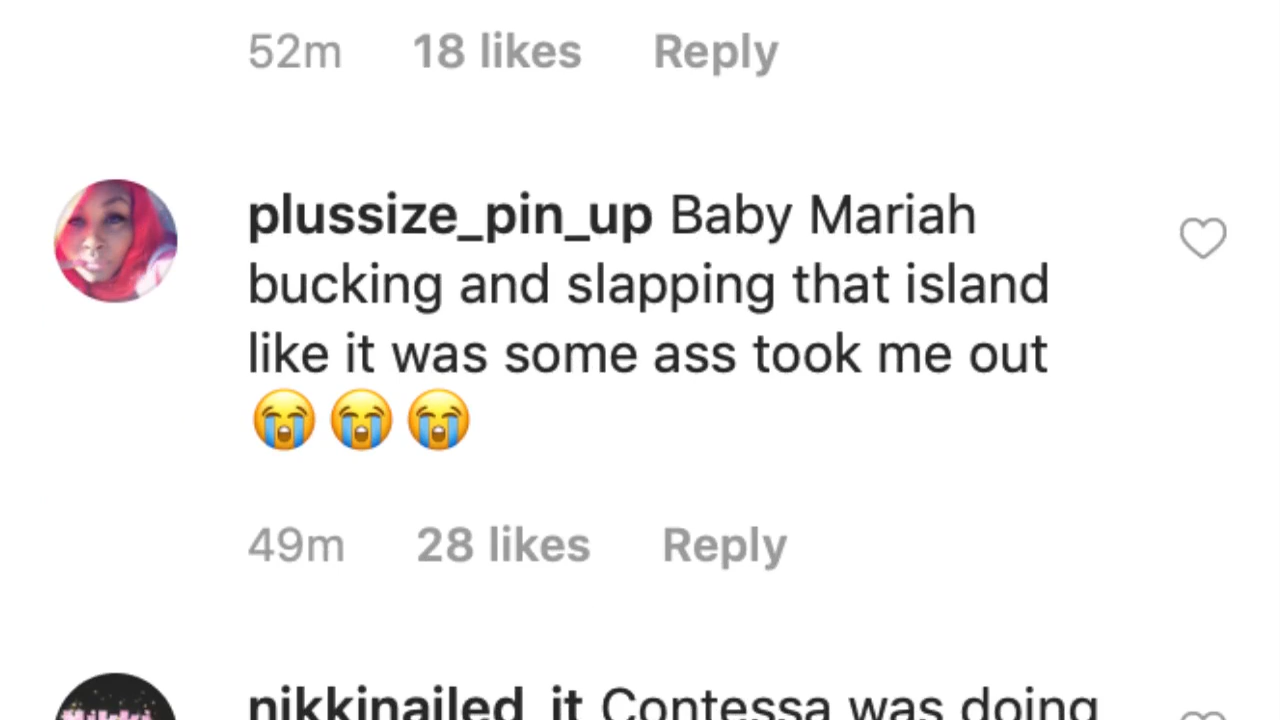 52m 18 likes Reply
plussize_pin_up Baby Mariah
bucking and slapping that island
like it was some ass took me out
😭😭😭
49m 28 likes Reply
nikkinailed_it Contessa was doing